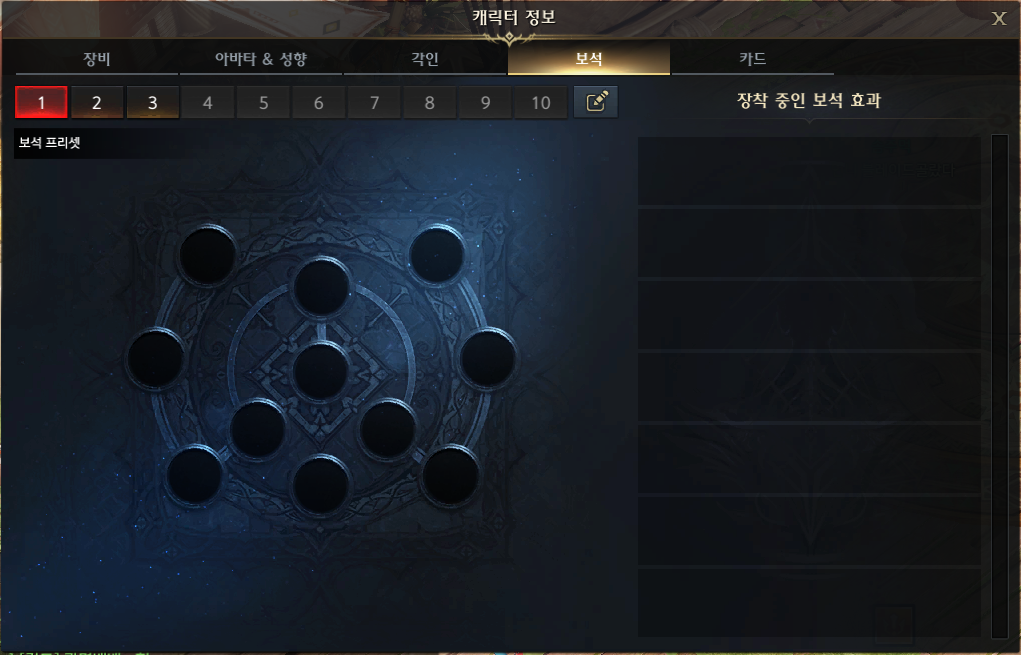 캐릭터 정보
X
장비
아바타 & 성향
각인
보석
카드
1 2 3 4 5 6 7 8 9 10
장착 중인 보석 효과
보석 프리셋